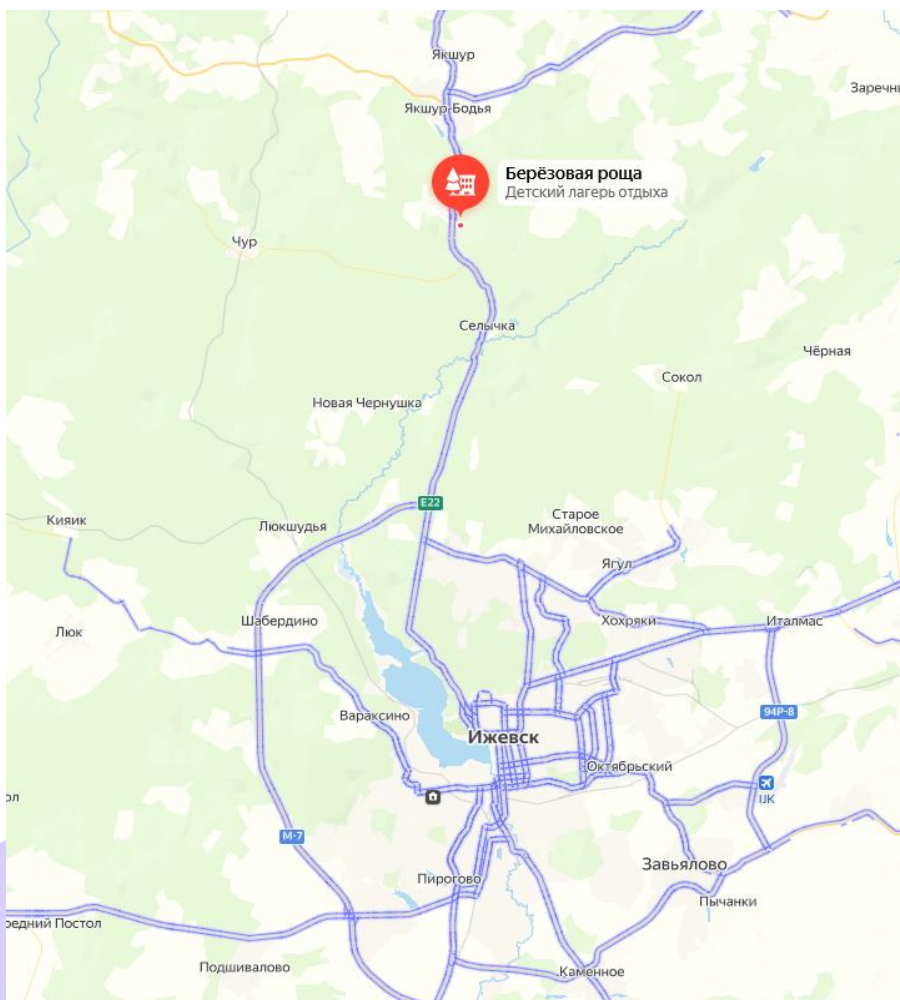 Якшур
Заречн
Якшур-Бодья
Берёзовая роща
Детский лагерь отдыха
Чур
Селычка
Чёрная
Сокол
Новая Чернушка
E22
Кияик
Люкшудья
Старое
Михайловское
Ягул
Шабердино
Хохряки
Италмас
Люк
Вараксино
94Р-8
Ижевск
Октябрьский
IJK
ол
М-7
Завьялово
Пирогово
Пычанки
редний Постол
Подшивалово
Каменное